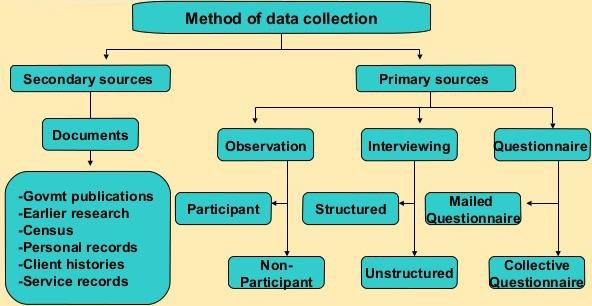 Method of data collection
Secondary sources
Primary sources
Documents
Observation
Interviewing
Questionnaire
-Govmt publications
-Earlier research
-Census
-Personal records
-Client histories
-Service records
Participant
Structured
Mailed
Questionnaire
Non-
Participant
Unstructured
Collective
Questionnaire